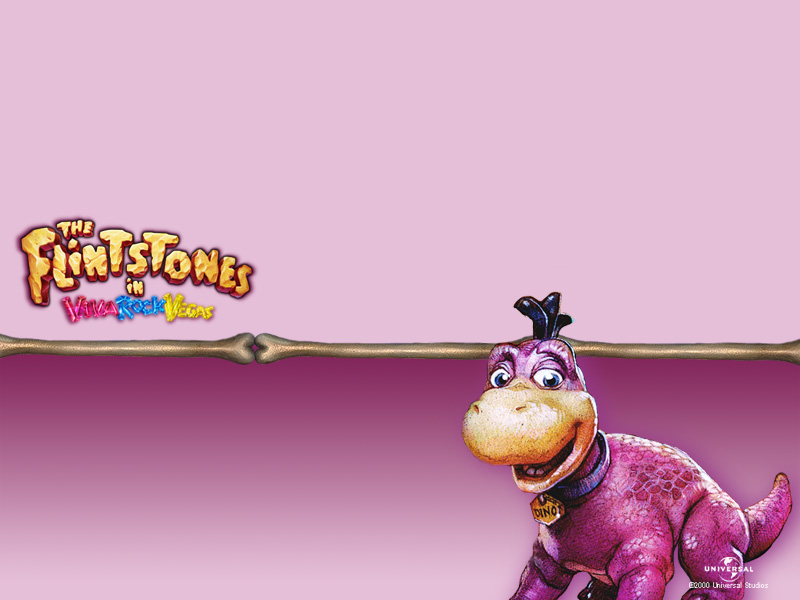 THE
FLINTSTONES
IN
VIVA ROCK VEGAS
DINO
UNIVERSAL
©2000 Universal Studios